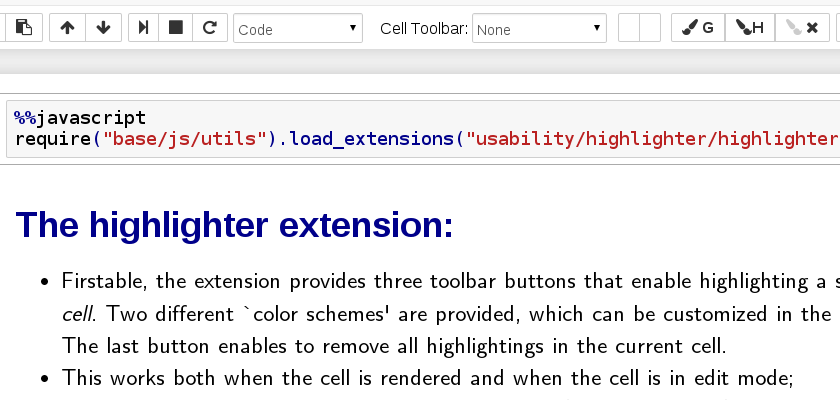 Code Cell Toolbar: None G H
%%javascript
require("base/js/utils").load_extensions("usability/highlighter/highlighter
The highlighter extension:
• Firstable, the extension provides three toolbar buttons that enable highlighting a s
cell. Two different `color schemes' are provided, which can be customized in the
The last button enables to remove all highlightings in the current cell.
• This works both when the cell is rendered and when the cell is in edit mode;